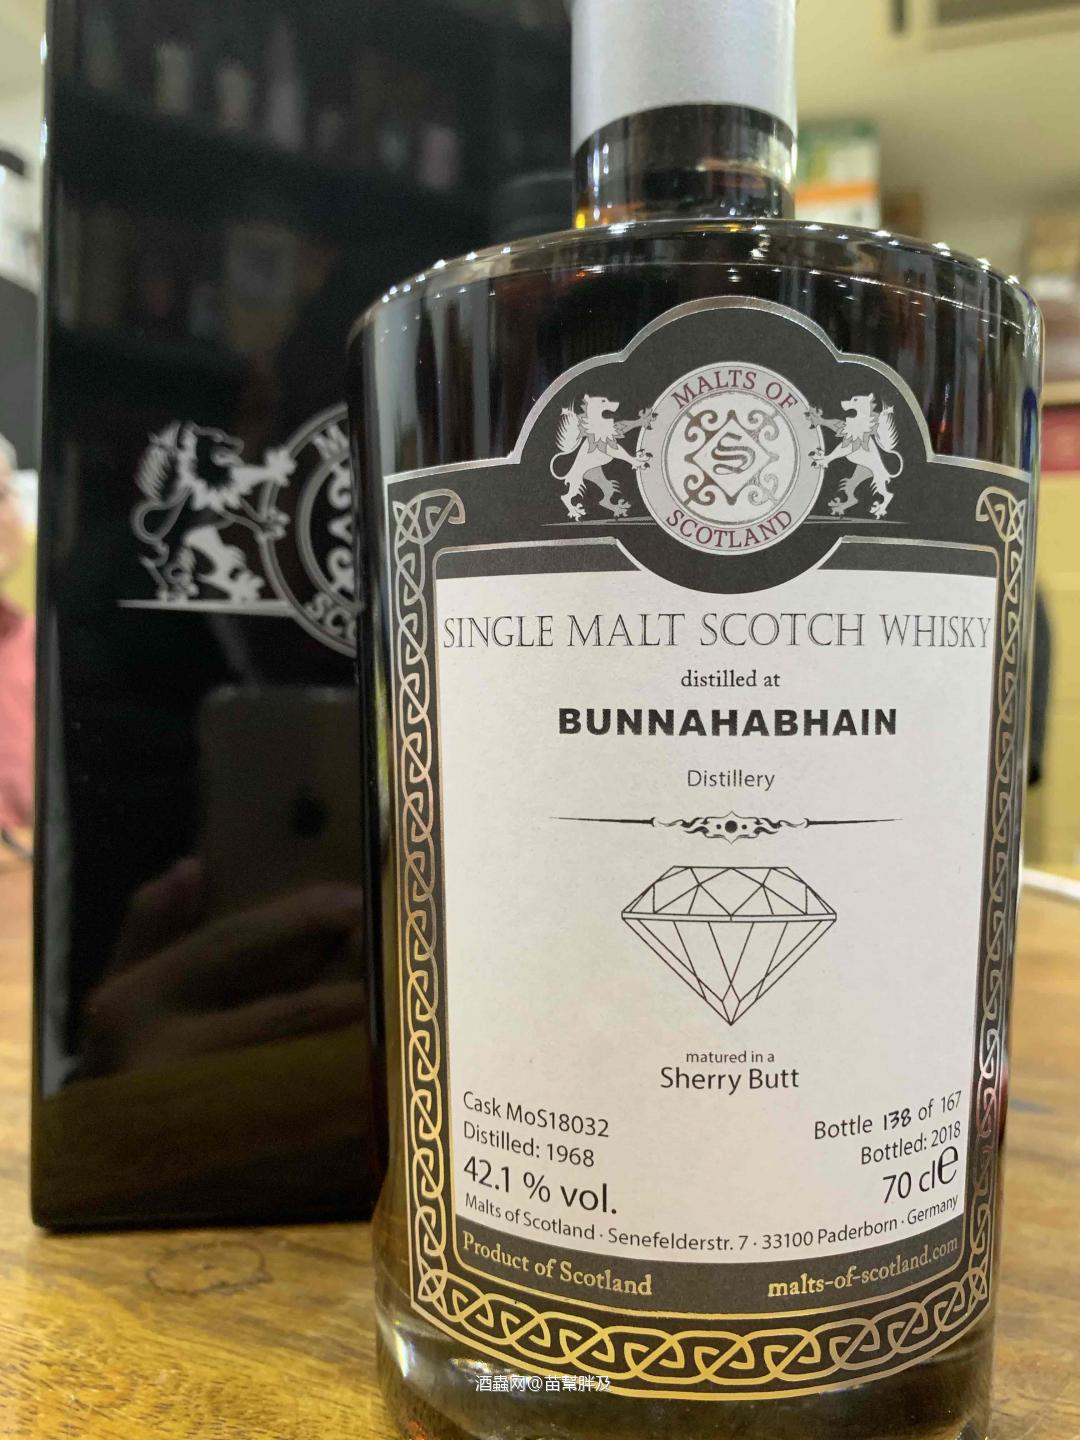 MALTS OF
S
SCOTLAND
SINGLE MALT SCOTCH WHISKY
distilled at
BUNNAHABHAIN
Distillery
matured in a
Sherry Butt
Cask MoS18032
Distilled: 1968
42.1 % vol.
Bottle 138 of 167
Bottled: 2018
70 cl e
Malts of Scotland · Senefelderstr. 7 · 33100 Paderborn · Germany
Product of Scotland
malts-of-scotland.com
酒蟲网@苗幫胖及